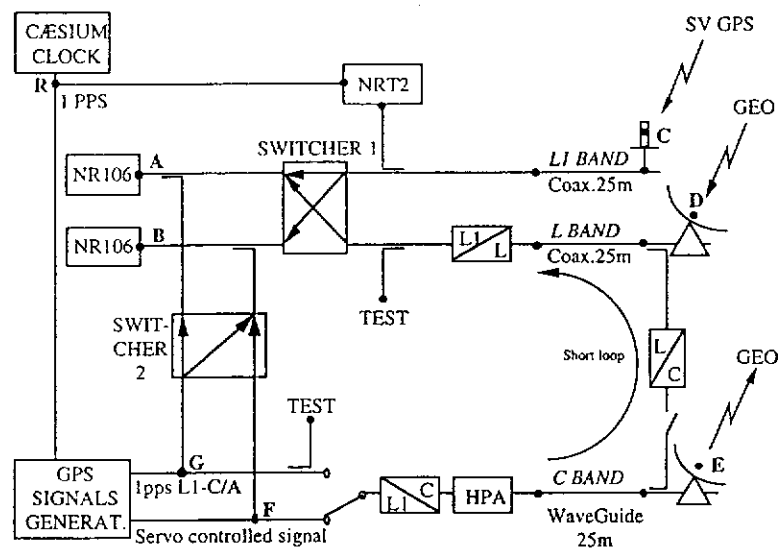 CÆSIUM
CLOCK
SV GPS
R
1 PPS
NRT2
C
GEO
SWITCHER 1
A
NR106
L1 BAND
Coax.25m
D
B
NR106
L1
L
L BAND
Coax.25m
TEST
SWIT-
CHER
2
Short loop
L
C
GEO
TEST
GPS
SIGNALS
GENERAT.
G
1pps L1-C/A
F
Servo controlled signal
C
L1
HPA
C BAND
WaveGuide
25m
E